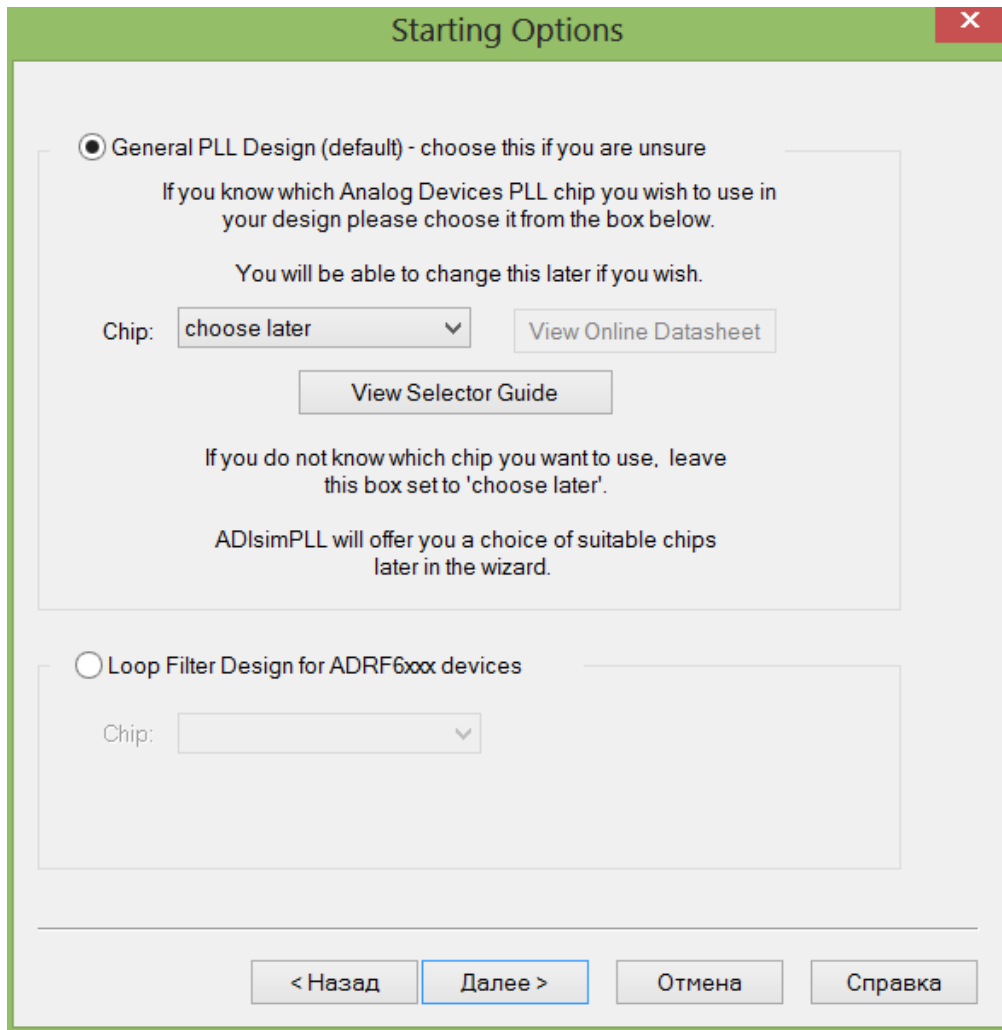 Starting Options
General PLL Design (default) - choose this if you are unsure
If you know which Analog Devices PLL chip you wish to use in
your design please choose it from the box below.
You will be able to change this later if you wish.
Chip: choose later View Online Datasheet
View Selector Guide
If you do not know which chip you want to use, leave
this box set to 'choose later'.
ADIsimPLL will offer you a choice of suitable chips
later in the wizard.
Loop Filter Design for ADRF6xxx devices
Chip:
< Назад Далее > Отмена Справка